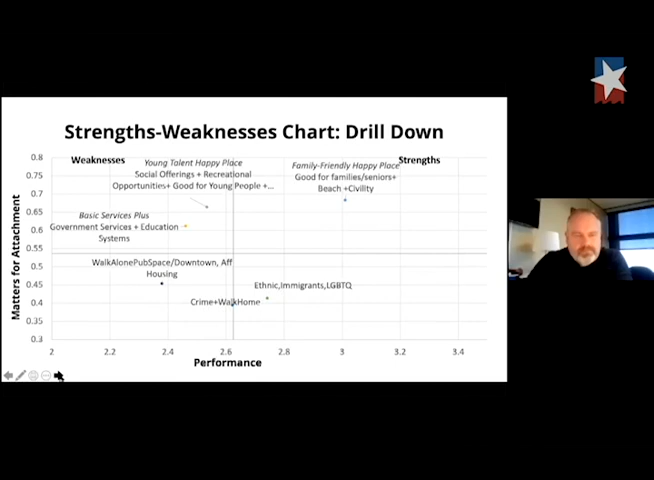 Strengths-Weaknesses Chart: Drill Down
0.8
0.75
0.7
0.65
0.6
0.55
0.5
0.45
0.4
0.35
0.3
Matters for Attachment
Weaknesses
Young Talent Happy Place
Social Offerings + Recreational
Opportunities+ Good for Young People +...
Family-Friendly Happy Place
Good for families/seniors+
Beach +Civility
Strengths
Basic Services Plus
Government Services + Education
Systems
WalkAlonePubSpace/Downtown, Aff
Housing
Ethnic,Immigrants,LGBTQ
Crime+WalkHome
2
2.2
2.4
2.6
2.8
3
3.2
3.4
Performance